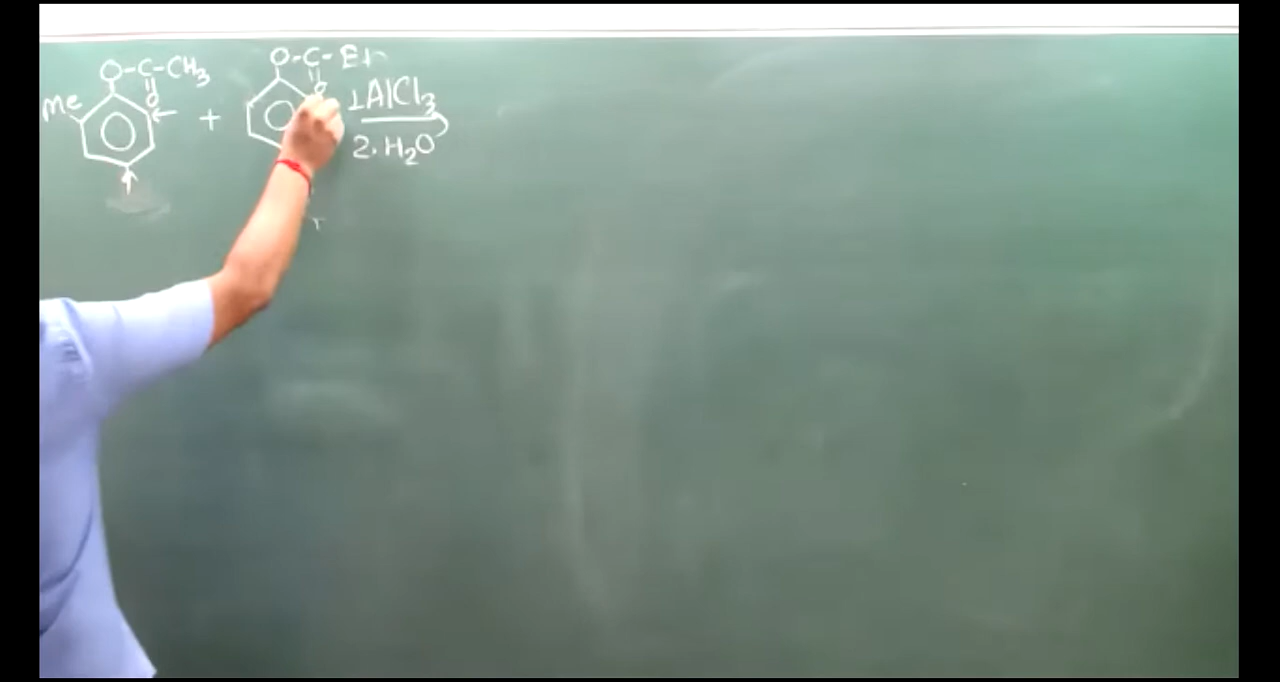 O-C-CH3
O
Me
+
O-C-Et
O
1 AlCl3
2. H2O